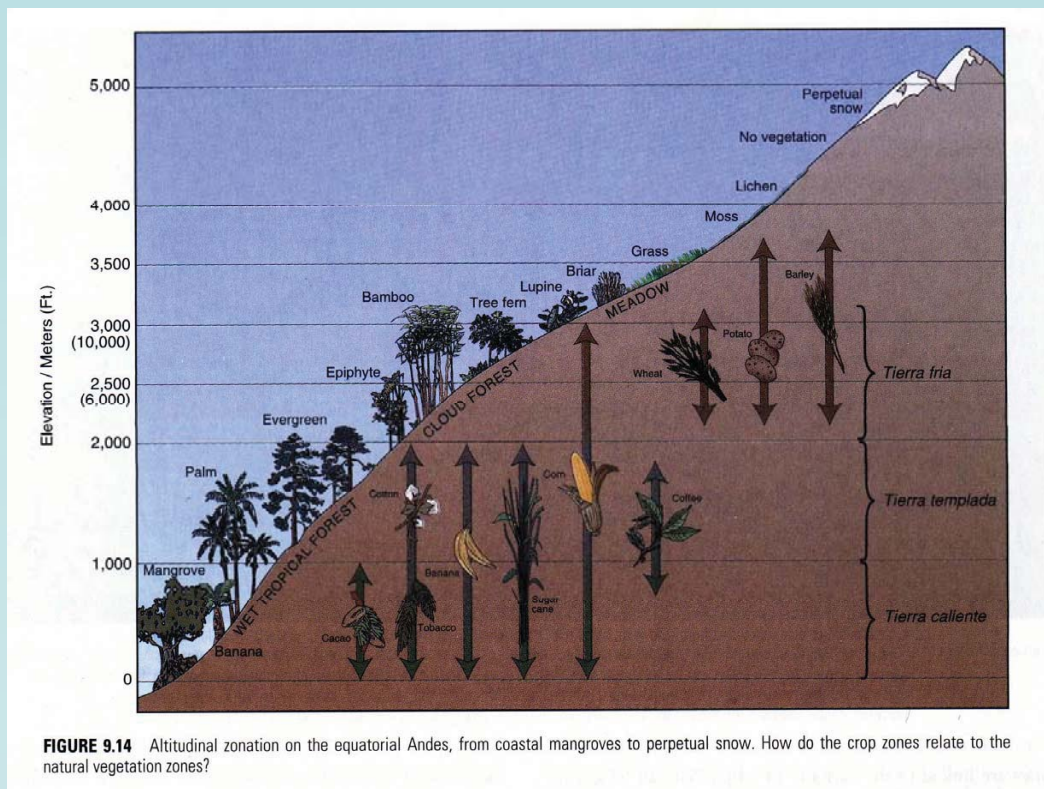 5,000
4,000
3,500
3,000
(10,000)
2,500
(6,000)
2,000
1,000
0
Elevation / Meters (Ft.)
Perpetual
snow
No vegetation
Lichen
Moss
Grass
Briar
Lupine
Tree fern
Bamboo
Epiphyte
Evergreen
Palm
Mangrove
Banana
MEADOW
CLOUD FOREST
WET TROPICAL FOREST
Barley
Potato
Wheat
Corn
Coffee
Cotton
Banana
Sugar
cane
Tobacco
Cacao
Tierra fria
Tierra templada
Tierra caliente
FIGURE 9.14 Altitudinal zonation on the equatorial Andes, from coastal mangroves to perpetual snow. How do the crop zones relate to the
natural vegetation zones?